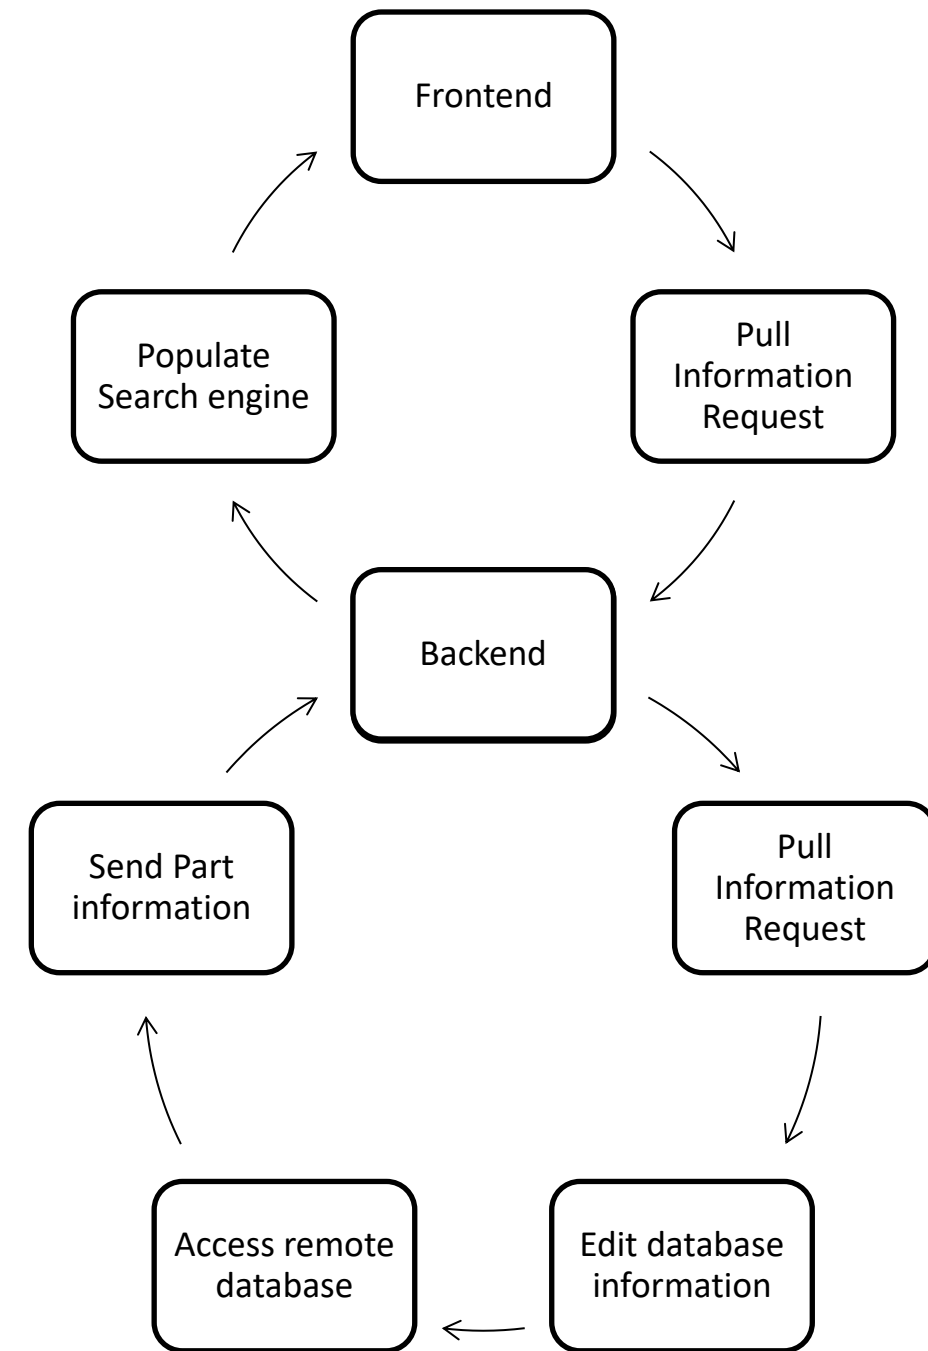 Frontend
Populate
Search engine
Pull
Information
Request
Backend
Send Part
information
Pull
Information
Request
Access remote
database
Edit database
information